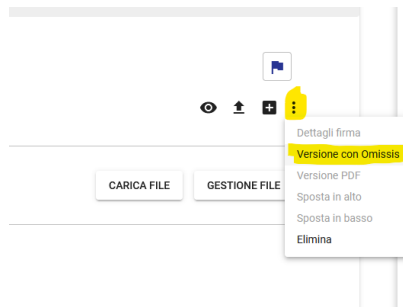 Dettagli firma
Versione con Omissis
Versione PDF
CARICA FILE
GESTIONE FILE
Sposta in alto
Sposta in basso
Elimina